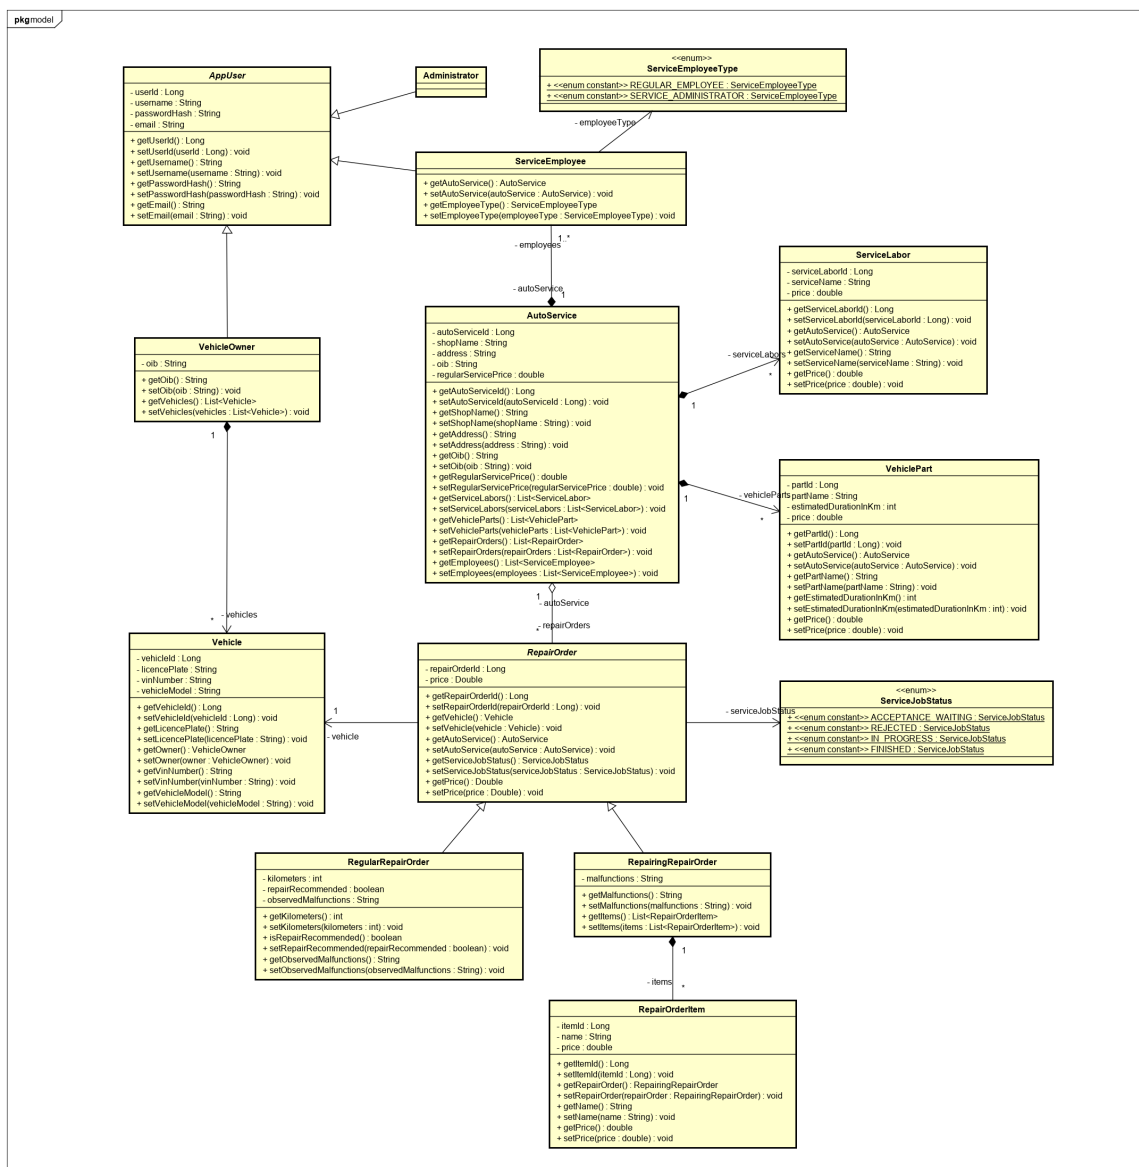 pkg model
AppUser
- userId : Long
- username : String
- passwordHash : String
- email : String
+ getUserId() : Long
+ setUserId(userId : Long) : void
+ getUsername() : String
+ setUsername(username : String) : void
+ getPasswordHash() : String
+ setPasswordHash(passwordHash : String) : void
+ getEmail() : String
+ setEmail(email : String) : void
Administrator
<<enum>>
ServiceEmployeeType
+ <<enum constant>> REGULAR_EMPLOYEE : ServiceEmployeeType
+ <<enum constant>> SERVICE_ADMINISTRATOR : ServiceEmployeeType
- employeeType
ServiceEmployee
+ getAutoService() : AutoService
+ setAutoService(autoService : AutoService) : void
+ getEmployeeType() : ServiceEmployeeType
+ setEmployeeType(employeeType : ServiceEmployeeType) : void
1..*
- employees
- autoService
1
ServiceLabor
- serviceLaborId : Long
- serviceName : String
- price : double
+ getServiceLaborId() : Long
+ setServiceLaborId(serviceLaborId : Long) : void
+ getAutoService() : AutoService
+ setAutoService(autoService : AutoService) : void
+ getServiceName() : String
+ setServiceName(serviceName : String) : void
+ getPrice() : double
+ setPrice(price : double) : void
VehicleOwner
- oib : String
+ getOib() : String
+ setOib(oib : String) : void
+ getVehicles() : List<Vehicle>
+ setVehicles(vehicles : List<Vehicle>) : void
1
AutoService
- autoServiceId : Long
- shopName : String
- address : String
- oib : String
- regularServicePrice : double
+ getAutoServiceId() : Long
+ setAutoServiceId(autoServiceId : Long) : void
+ getShopName() : String
+ setShopName(shopName : String) : void
+ getAddress() : String
+ setAddress(address : String) : void
+ getOib() : String
+ setOib(oib : String) : void
+ getRegularServicePrice() : double
+ setRegularServicePrice(regularServicePrice : double) : void
+ getServiceLabors() : List<ServiceLabor>
+ setServiceLabors(serviceLabors : List<ServiceLabor>) : void
+ getVehicleParts() : List<VehiclePart>
+ setVehicleParts(vehicleParts : List<VehiclePart>) : void
+ getRepairOrders() : List<RepairOrder>
+ setRepairOrders(repairOrders : List<RepairOrder>) : void
+ getEmployees() : List<ServiceEmployee>
+ setEmployees(employees : List<ServiceEmployee>) : void
- serviceLabors
*
1
- vehicleParts
1
*
VehiclePart
- partId : Long
- partName : String
- estimatedDurationInKm : int
- price : double
+ getPartId() : Long
+ setPartId(partId : Long) : void
+ getAutoService() : AutoService
+ setAutoService(autoService : AutoService) : void
+ getPartName() : String
+ setPartName(partName : String) : void
+ getEstimatedDurationInKm() : int
+ setEstimatedDurationInKm(estimatedDurationInKm : int) : void
+ getPrice() : double
+ setPrice(price : double) : void
1
- autoService
- repairOrders
*
- vehicles
*
Vehicle
- vehicleId : Long
- licencePlate : String
- vinNumber : String
- vehicleModel : String
+ getVehicleId() : Long
+ setVehicleId(vehicleId : Long) : void
+ getLicencePlate() : String
+ setLicencePlate(licencePlate : String) : void
+ getOwner() : VehicleOwner
+ setOwner(owner : VehicleOwner) : void
+ getVinNumber() : String
+ setVinNumber(vinNumber : String) : void
+ getVehicleModel() : String
+ setVehicleModel(vehicleModel : String) : void
1
- vehicle
RepairOrder
- repairOrderId : Long
- price : Double
+ getRepairOrderId() : Long
+ setRepairOrderId(repairOrderId : Long) : void
+ getVehicle() : Vehicle
+ setVehicle(vehicle : Vehicle) : void
+ getAutoService() : AutoService
+ setAutoService(autoService : AutoService) : void
+ getServiceJobStatus() : ServiceJobStatus
+ setServiceJobStatus(serviceJobStatus : ServiceJobStatus) : void
+ getPrice() : Double
+ setPrice(price : Double) : void
- serviceJobStatus
<<enum>>
ServiceJobStatus
+ <<enum constant>> ACCEPTANCE_WAITING : ServiceJobStatus
+ <<enum constant>> REJECTED : ServiceJobStatus
+ <<enum constant>> IN_PROGRESS : ServiceJobStatus
+ <<enum constant>> FINISHED : ServiceJobStatus
RegularRepairOrder
- kilometers : int
- repairRecommended : boolean
- observedMalfunctions : String
+ getKilometers() : int
+ setKilometers(kilometers : int) : void
+ isRepairRecommended() : boolean
+ setRepairRecommended(repairRecommended : boolean) : void
+ getObservedMalfunctions() : String
+ setObservedMalfunctions(observedMalfunctions : String) : void
RepairingRepairOrder
- malfunctions : String
+ getMalfunctions() : String
+ setMalfunctions(malfunctions : String) : void
+ getItems() : List<RepairOrderItem>
+ setItems(items : List<RepairOrderItem>) : void
1
- items
*
RepairOrderItem
- itemId : Long
- name : String
- price : double
+ getItemId() : Long
+ setItemId(itemId : Long) : void
+ getRepairOrder() : RepairingRepairOrder
+ setRepairOrder(repairOrder : RepairingRepairOrder) : void
+ getName() : String
+ setName(name : String) : void
+ getPrice() : double
+ setPrice(price : double) : void